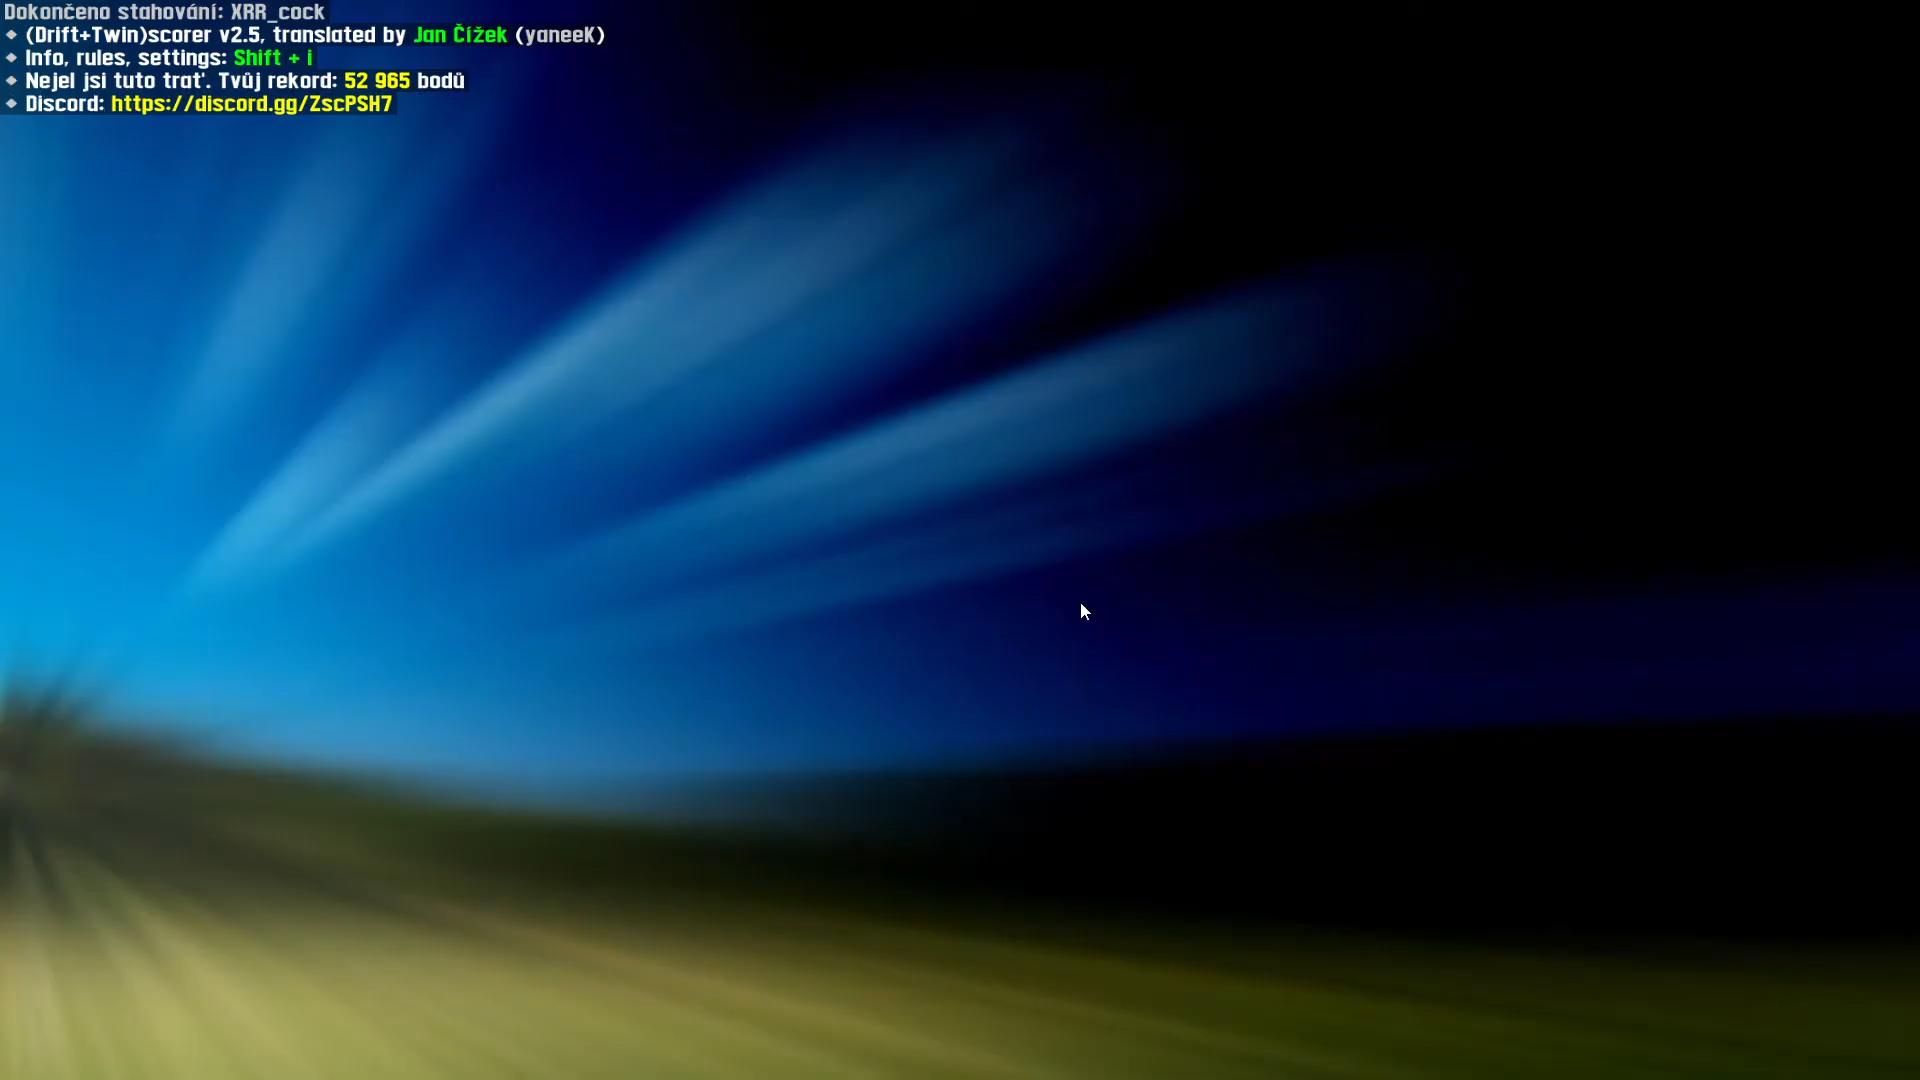 Dokončeno stahování: XRR_cock
(Drift+Twin)scorer v2.5, translated by Jan Čížek (yaneeK)
Info, rules, settings: Shift + i
Nejel jsi tuto trať. Tvůj rekord: 52 965 bodů
Discord: https://discord.gg/ZscPSH7